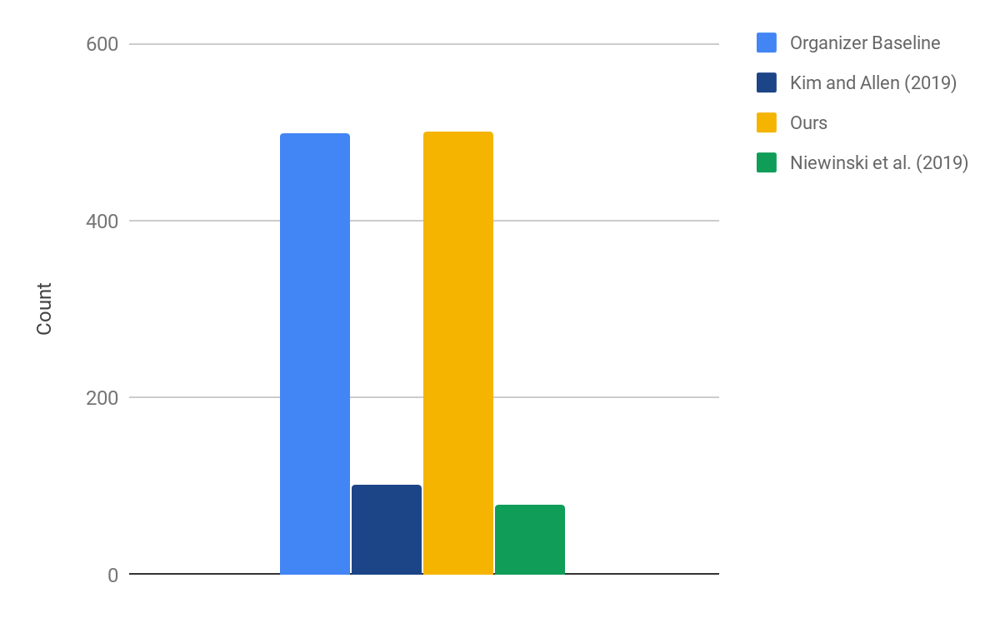 600
400
200
0
Count
Organizer Baseline
Kim and Allen (2019)
Ours
Niewinski et al. (2019)